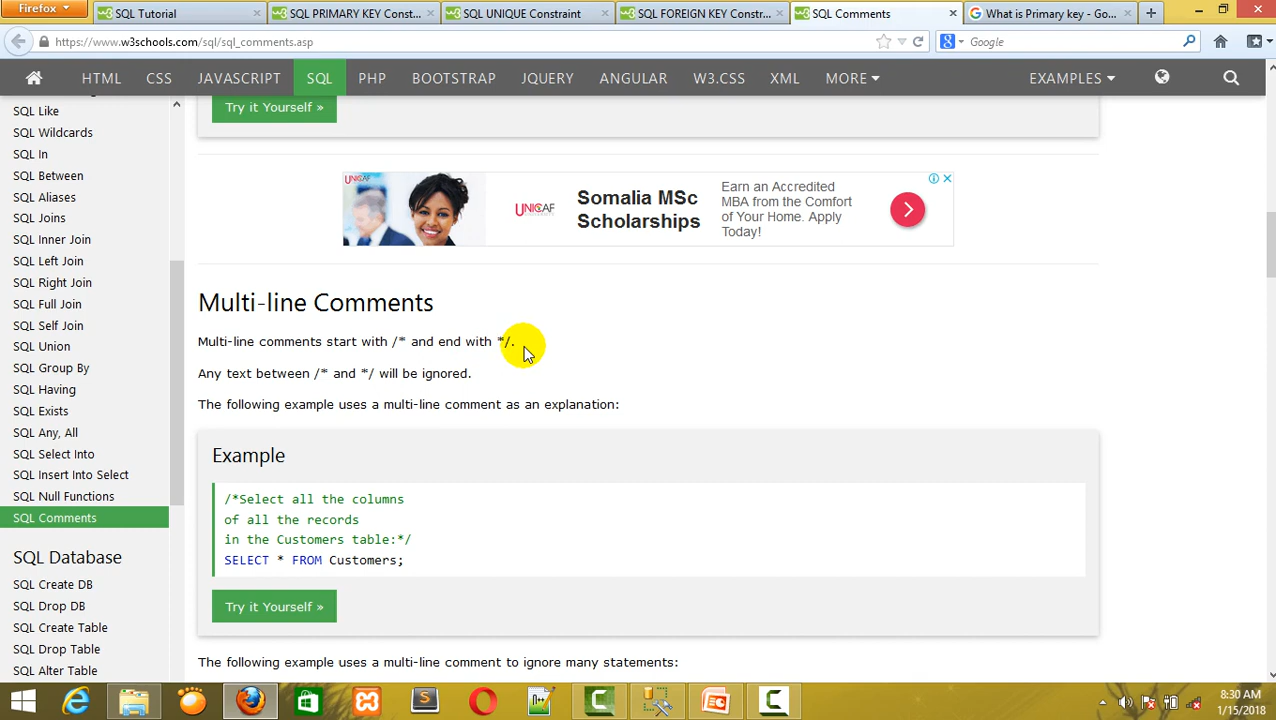 Firefox
SQL Tutorial
SQL PRIMARY KEY Const...
SQL UNIQUE Constraint
SQL FOREIGN KEY Constr...
SQL Comments
What is Primary key - Go...
https://www.w3schools.com/sql/sql_comments.asp
Google
HTML CSS JAVASCRIPT SQL PHP BOOTSTRAP JQUERY ANGULAR W3.CSS XML MORE EXAMPLES
SQL Like
SQL Wildcards
SQL In
SQL Between
SQL Aliases
SQL Joins
SQL Inner Join
SQL Left Join
SQL Right Join
SQL Full Join
SQL Self Join
SQL Union
SQL Group By
SQL Having
SQL Exists
SQL Any, All
SQL Select Into
SQL Insert Into Select
SQL Null Functions
SQL Comments
SQL Database
SQL Create DB
SQL Drop DB
SQL Create Table
SQL Drop Table
SQL Alter Table
Try it Yourself »
UNICAF
UNICAF
Somalia MSc
Scholarships
Earn an Accredited
MBA from the Comfort
of Your Home. Apply
Today!
Multi-line Comments
Multi-line comments start with /* and end with */.
Any text between /* and */ will be ignored.
The following example uses a multi-line comment as an explanation:
Example
/*Select all the columns
of all the records
in the Customers table:*/
SELECT * FROM Customers;
Try it Yourself »
The following example uses a multi-line comment to ignore many statements:
8:30 AM
1/15/2018